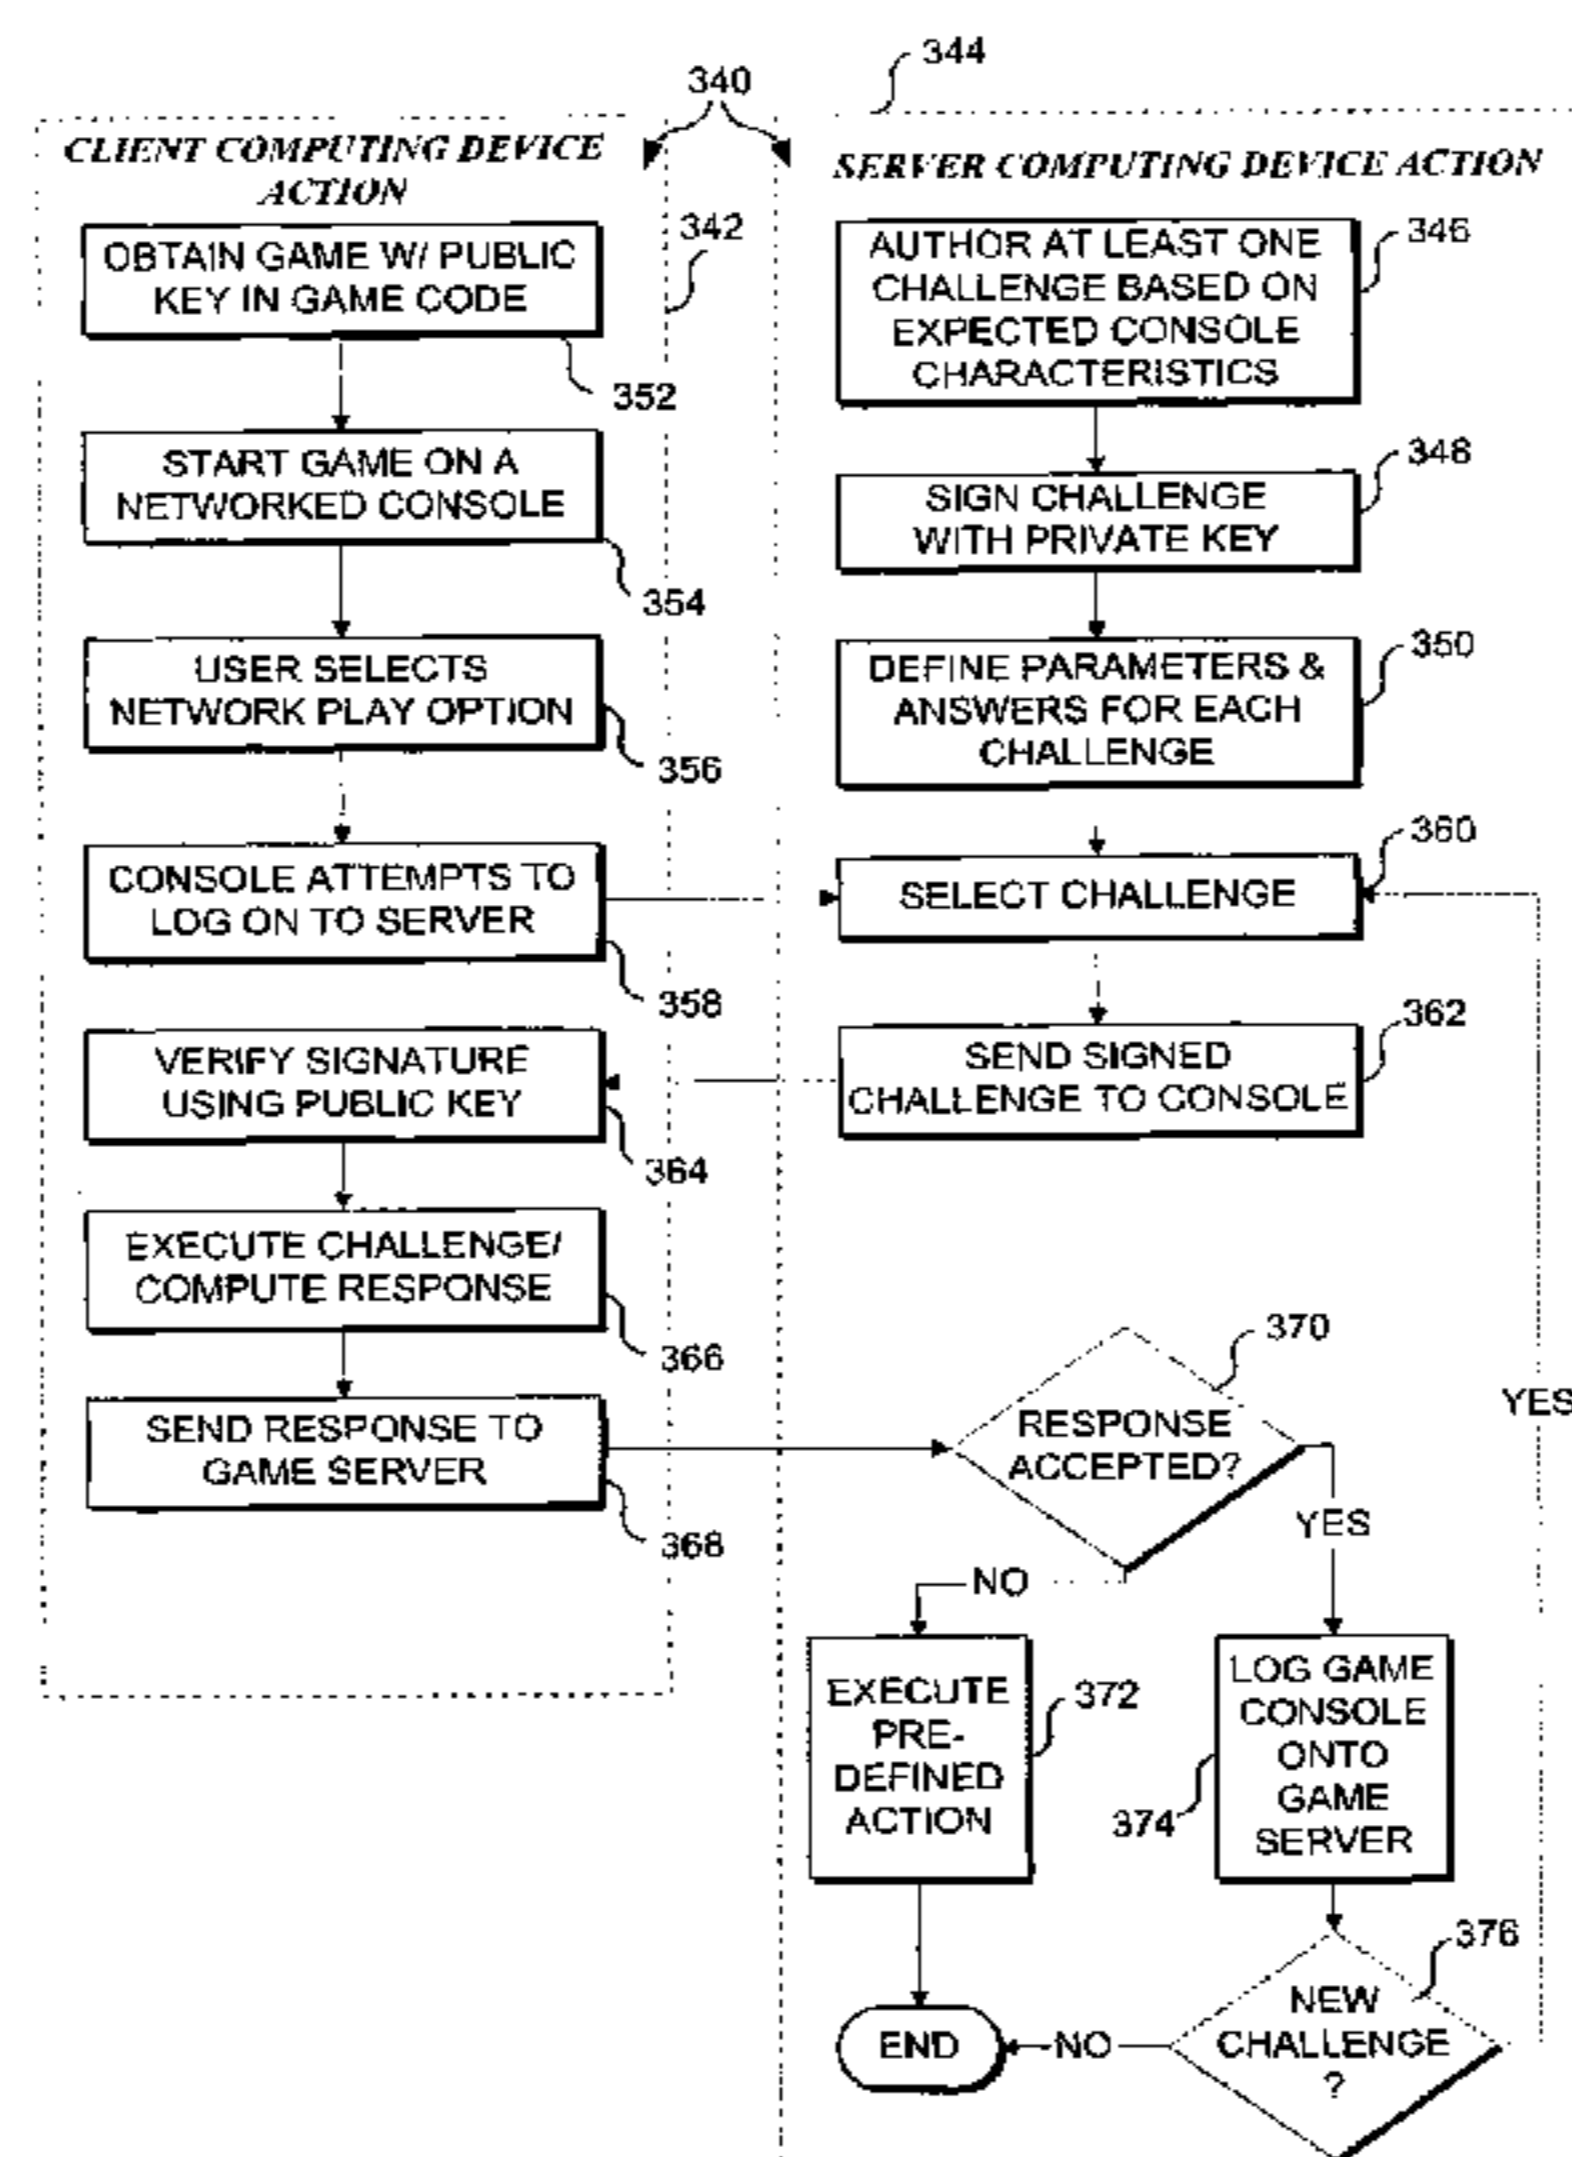 344
340
CLIENT COMPUTING DEVICE
ACTION
342
OBTAIN GAME W/ PUBLIC
KEY IN GAME CODE
352
START GAME ON A
NETWORKED CONSOLE
354
USER SELECTS
NETWORK PLAY OPTION
356
CONSOLE ATTEMPTS TO
LOG ON TO SERVER
358
VERIFY SIGNATURE
USING PUBLIC KEY
364
EXECUTE CHALLENGE/
COMPUTE RESPONSE
366
SEND RESPONSE TO
GAME SERVER
368
SERVER COMPUTING DEVICE ACTION
AUTHOR AT LEAST ONE
CHALLENGE BASED ON
EXPECTED CONSOLE
CHARACTERISTICS
346
SIGN CHALLENGE
WITH PRIVATE KEY
348
DEFINE PARAMETERS &
ANSWERS FOR EACH
CHALLENGE
350
SELECT CHALLENGE
360
SEND SIGNED
CHALLENGE TO CONSOLE
362
RESPONSE
ACCEPTED?
370
YES
YES
NO
EXECUTE
PRE-
DEFINED
ACTION
372
LOG GAME
CONSOLE
ONTO
GAME
SERVER
374
NEW
CHALLENGE
?
376
NO
END